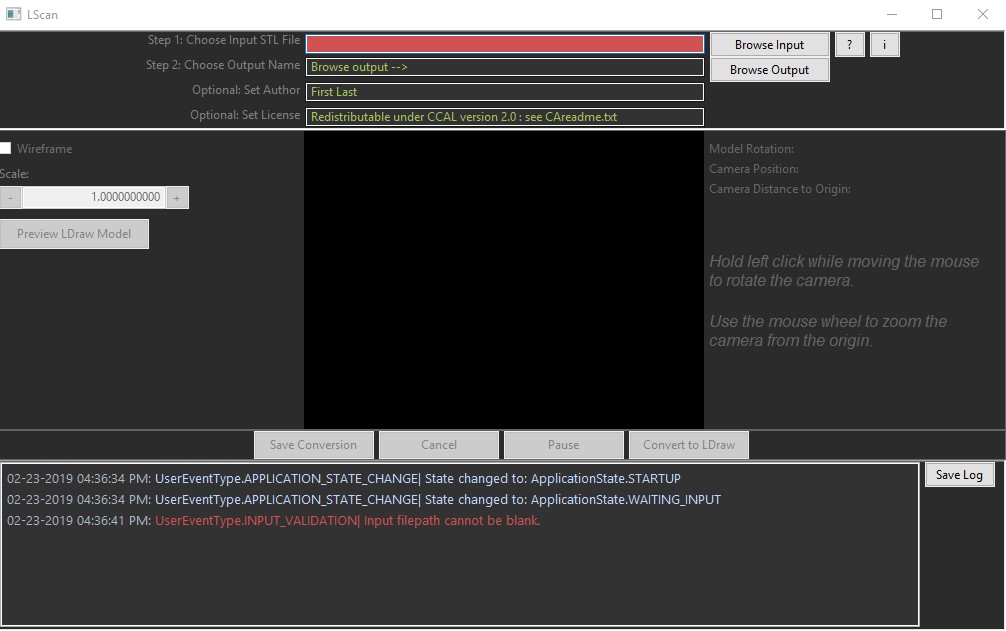 LScan
Step 1: Choose Input STL File
Browse Input
?
i
Step 2: Choose Output Name
Browse output -->
Browse Output
Optional: Set Author
First Last
Optional: Set License
Redistributable under CCAL version 2.0 : see CAreadme.txt
Wireframe
Scale:
-
1.0000000000
+
Preview LDraw Model
Model Rotation:
Camera Position:
Camera Distance to Origin:
Hold left click while moving the mouse
to rotate the camera.
Use the mouse wheel to zoom the
camera from the origin.
Save Conversion
Cancel
Pause
Convert to LDraw
02-23-2019 04:36:34 PM: UserEventType.APPLICATION_STATE_CHANGE| State changed to: ApplicationState.STARTUP
02-23-2019 04:36:34 PM: UserEventType.APPLICATION_STATE_CHANGE| State changed to: ApplicationState.WAITING_INPUT
02-23-2019 04:36:41 PM: UserEventType.INPUT_VALIDATION| Input filepath cannot be blank.
Save Log